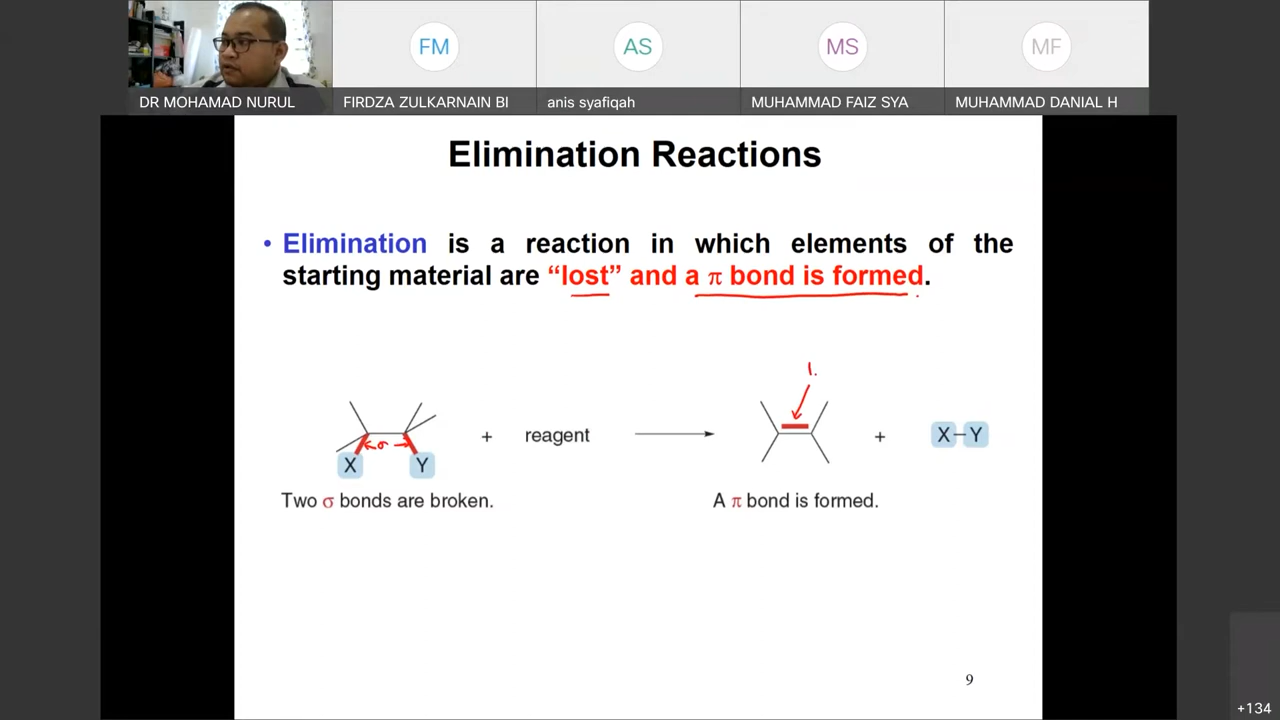 FM
AS
MS
MF
DR MOHAMAD NURUL
FIRDZA ZULKARNAIN BI
anis syafiqah
MUHAMMAD FAIZ SYA
MUHAMMAD DANIAL H
Elimination Reactions
• Elimination is a reaction in which elements of the
starting material are “lost” and a π bond is formed.
σ
X Y + reagent + X–Y
Two σ bonds are broken. A π bond is formed.
9
+134